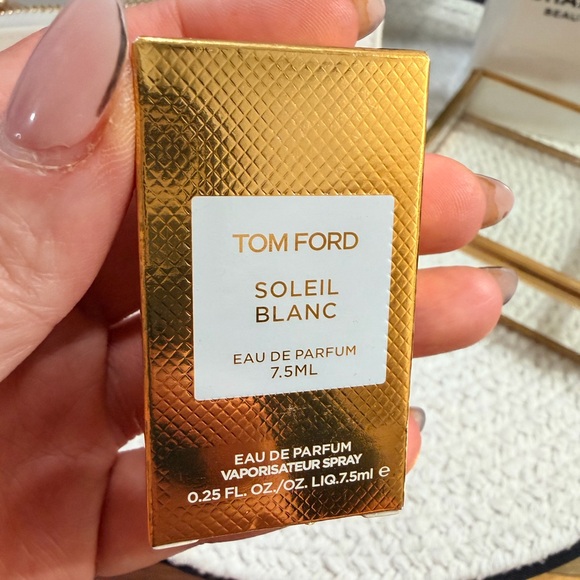 TOM FORD
SOLEIL
BLANC
EAU DE PARFUM
7.5ML
EAU DE PARFUM
VAPORISATEUR SPRAY
0.25 FL. OZ./OZ. LIQ.7.5ml e